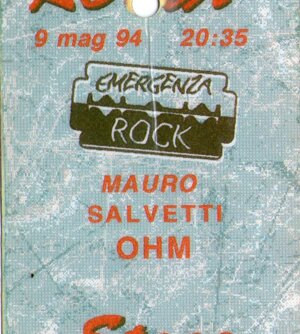 9 mag 94 20:35
EMERGENZA
ROCK
MAURO
SALVETTI
OHM